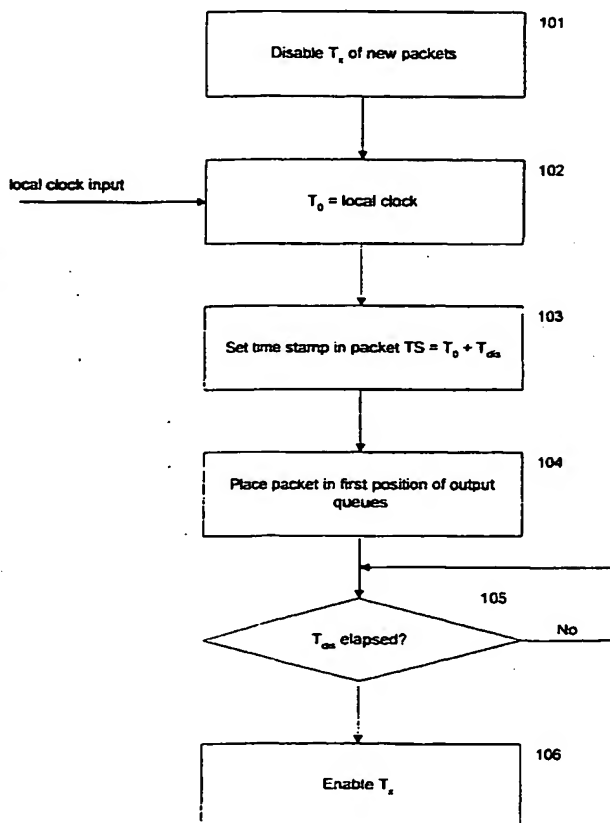 101
Disable Tx of new packets
102
local clock input
T0 = local clock
103
Set time stamp in packet TS = T0 + Tdis
104
Place packet in first position of output
queues
105
Tdis elapsed?
No
106
Enable Tx